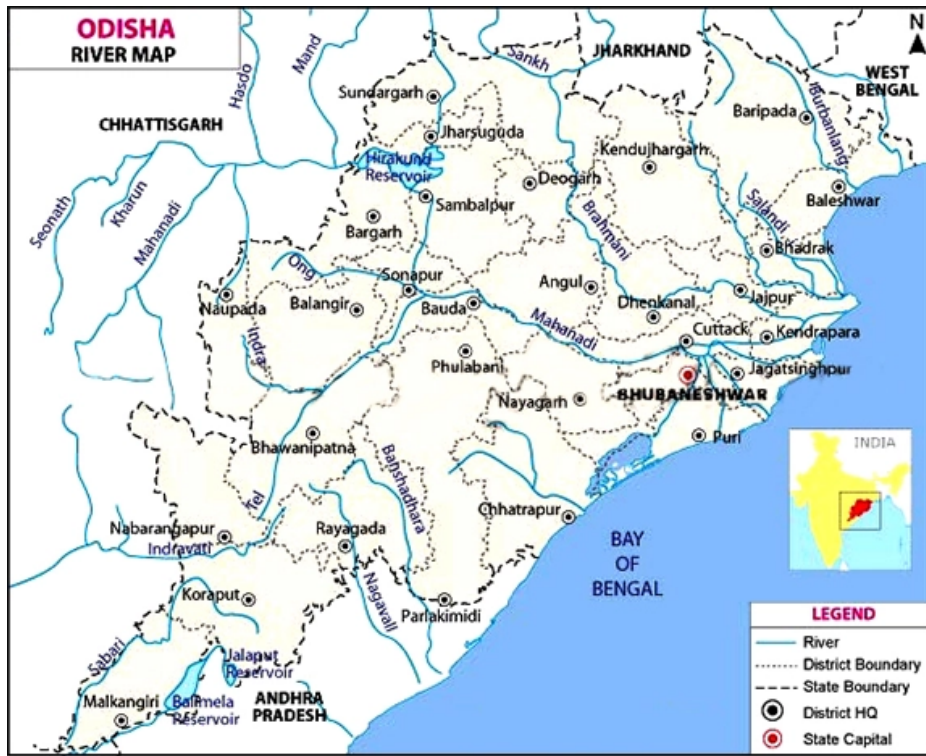 ODISHA
RIVER MAP
N
JHARKHAND
WEST
BENGAL
CHHATTISGARH
Hasdo
Mand
Sankh
Burbanlang
Sundargarh
Baripada
Jharsuguda
Kendujhargarh
Hirakund
Reservoir
Deogarh
Seonath
Kharun
Mahanadi
Sambalpur
Baleshwar
Bargarh
Brahmani
Salandi
Bhadrak
Ong
Sonapur
Angul
Naupada
Balangir
Bauda
Dhenkanal
Jajpur
Mahanadi
Cuttack
Kendrapara
Indra
Phulabani
Jagatsinghpur
BHUBANESHWAR
Nayagarh
Bhawanipatna
Puri
INDIA
Banshadhara
Tel
Chhatrapur
Nabarangapur
Rayagada
Indravati
BAY
OF
BENGAL
Koraput
Nagavali
Parlakimidi
LEGEND
River
District Boundary
State Boundary
District HQ
State Capital
Sabari
Jalaput
Reservoir
Malkangiri
Balimela
Reservoir
ANDHRA
PRADESH